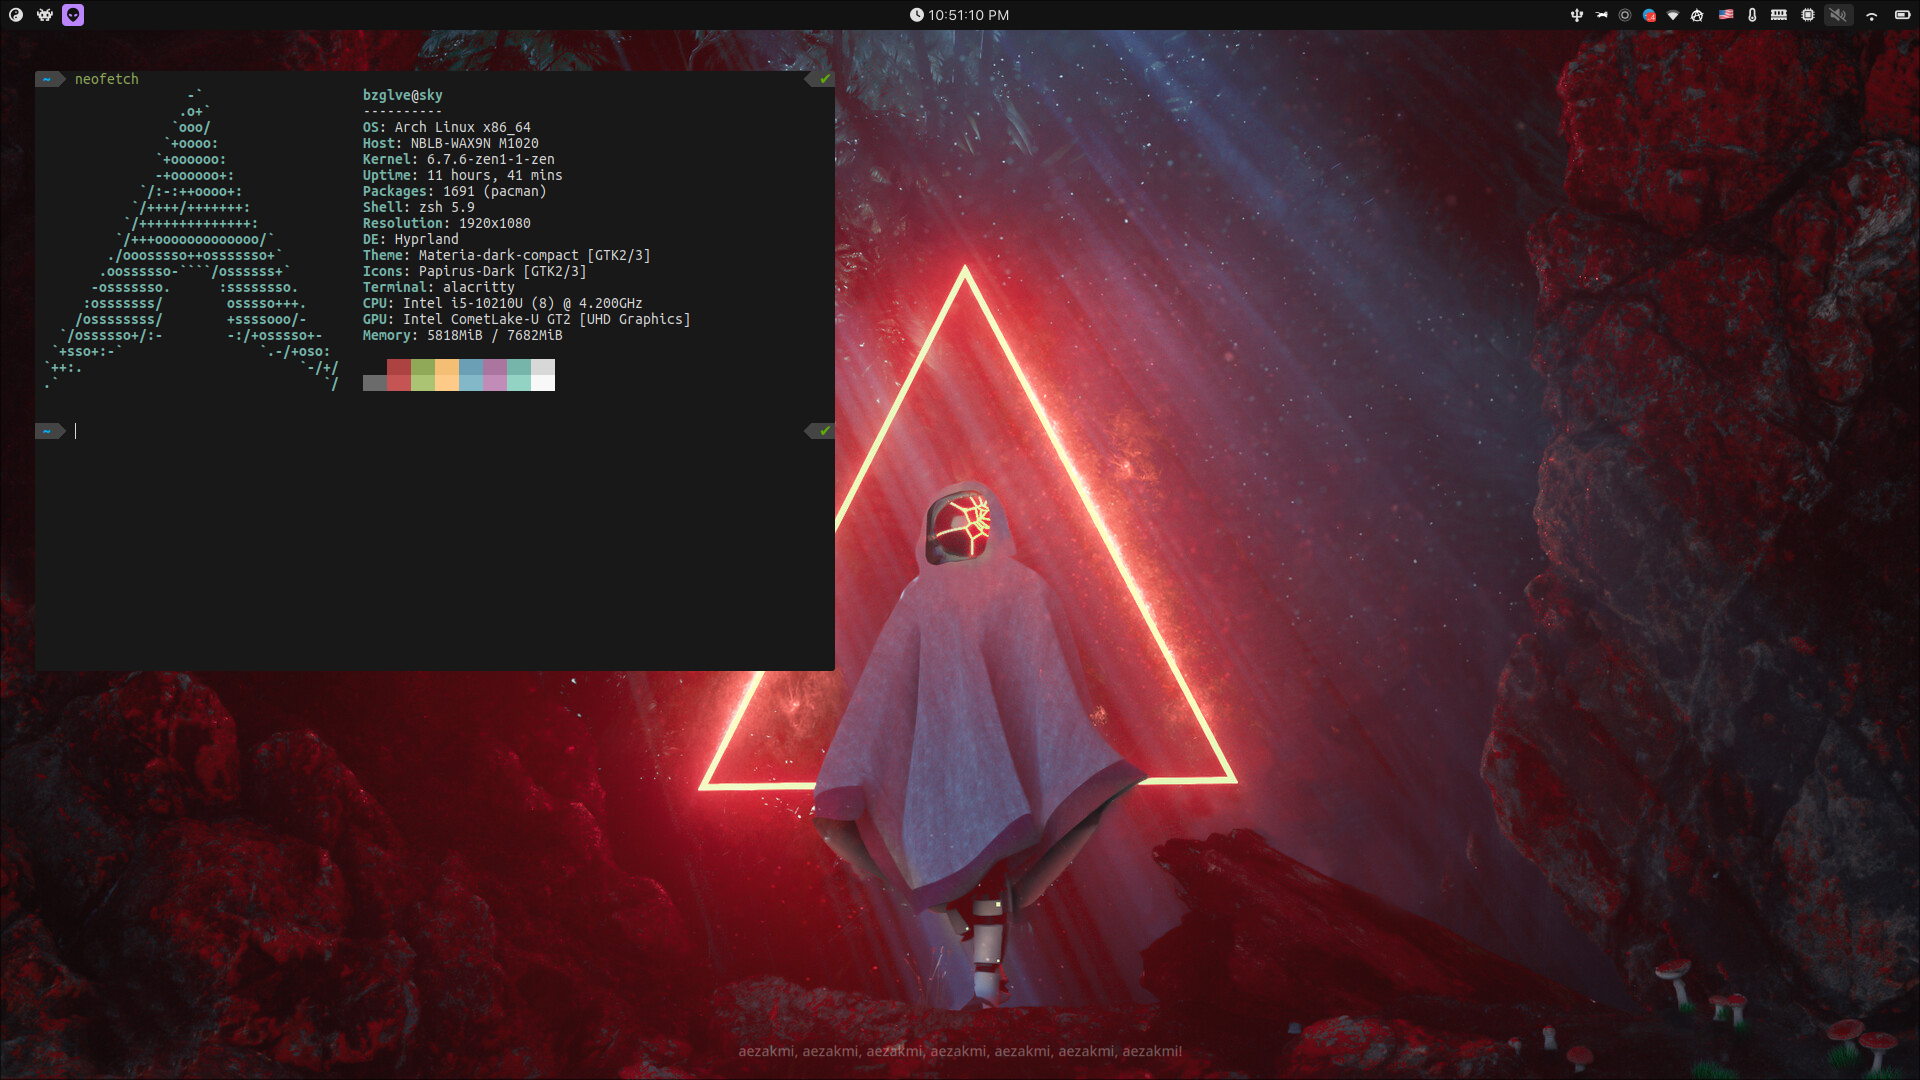 10:51:10 PM
~ neofetch ✔
bzglve@sky
----------
OS: Arch Linux x86_64
Host: NBLB-WAX9N M1020
Kernel: 6.7.6-zen1-1-zen
Uptime: 11 hours, 41 mins
Packages: 1691 (pacman)
Shell: zsh 5.9
Resolution: 1920x1080
DE: Hyprland
Theme: Materia-dark-compact [GTK2/3]
Icons: Papirus-Dark [GTK2/3]
Terminal: alacritty
CPU: Intel i5-10210U (8) @ 4.200GHz
GPU: Intel CometLake-U GT2 [UHD Graphics]
Memory: 5818MiB / 7682MiB
~ ✔
aezakmi, aezakmi, aezakmi, aezakmi, aezakmi, aezakmi, aezakmi!